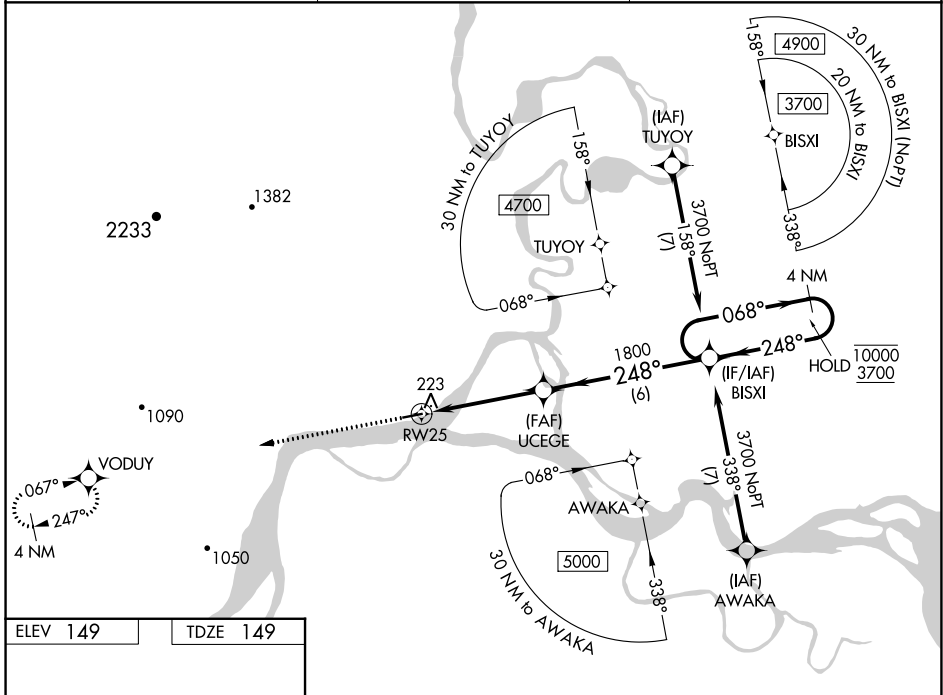 158°
4900
30 NM to BISXI (NoPT)
20 NM to BISXI
3700
BISXI
338°
(IAF)
TUYOY
30 NM to TUYOY
158°
4700
TUYOY
068°
1382
2233
3700 NoPT
158°
(7)
4 NM
068°
248°
HOLD
10000
3700
(IF/IAF)
BISXI
1800
248°
(6)
(FAF)
UCEGE
223
RW25
1090
VODUY
067°
247°
4 NM
1050
3700 NoPT
338°
(7)
068°
AWAKA
5000
338°
30 NM to AWAKA
(IAF)
AWAKA
ELEV 149
TDZE 149